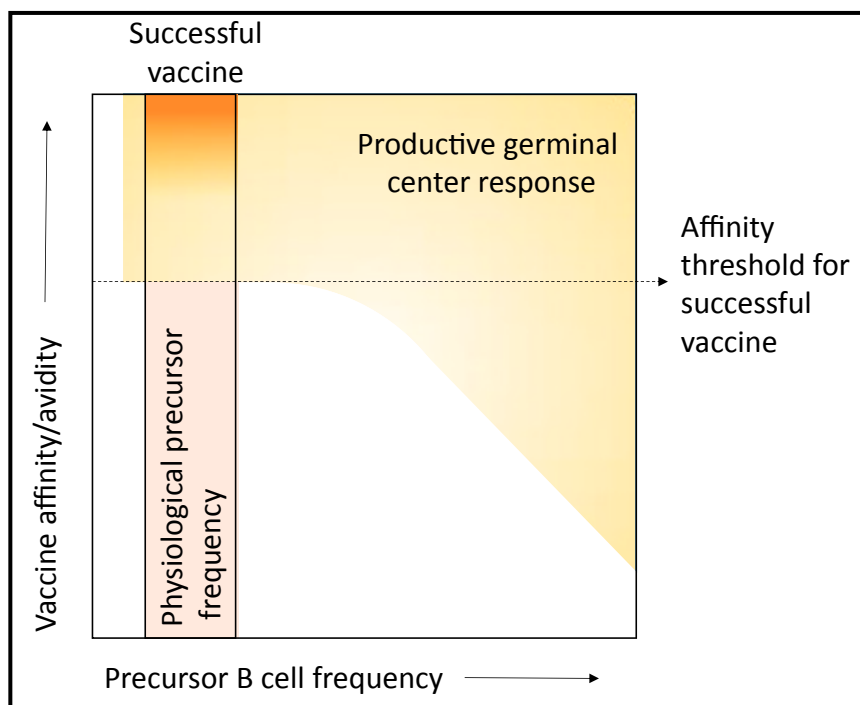 Successful
vaccine
Productive germinal
center response
Affinity
threshold for
successful
vaccine
Vaccine affinity/avidity
Physiological precursor
frequency
Precursor B cell frequency